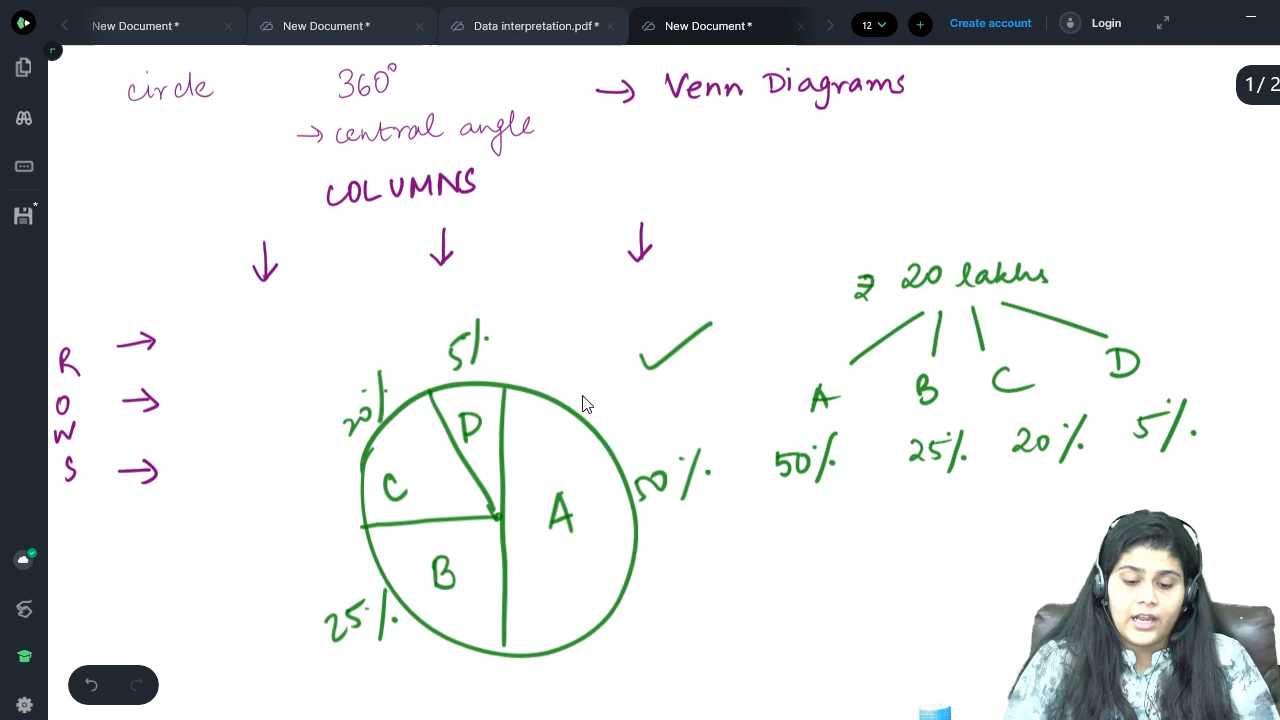 New Document*
New Document*
Data interpretation.pdf*
New Document*
12
Create account
Login
1/2
circle
360°
→ Venn Diagrams
→ central angle
COLUMNS
₹ 20 lakhs
A B C D
50% 25% 20% 5%
R
O
W
S
5%
20%
D
C
50%
A
B
25%